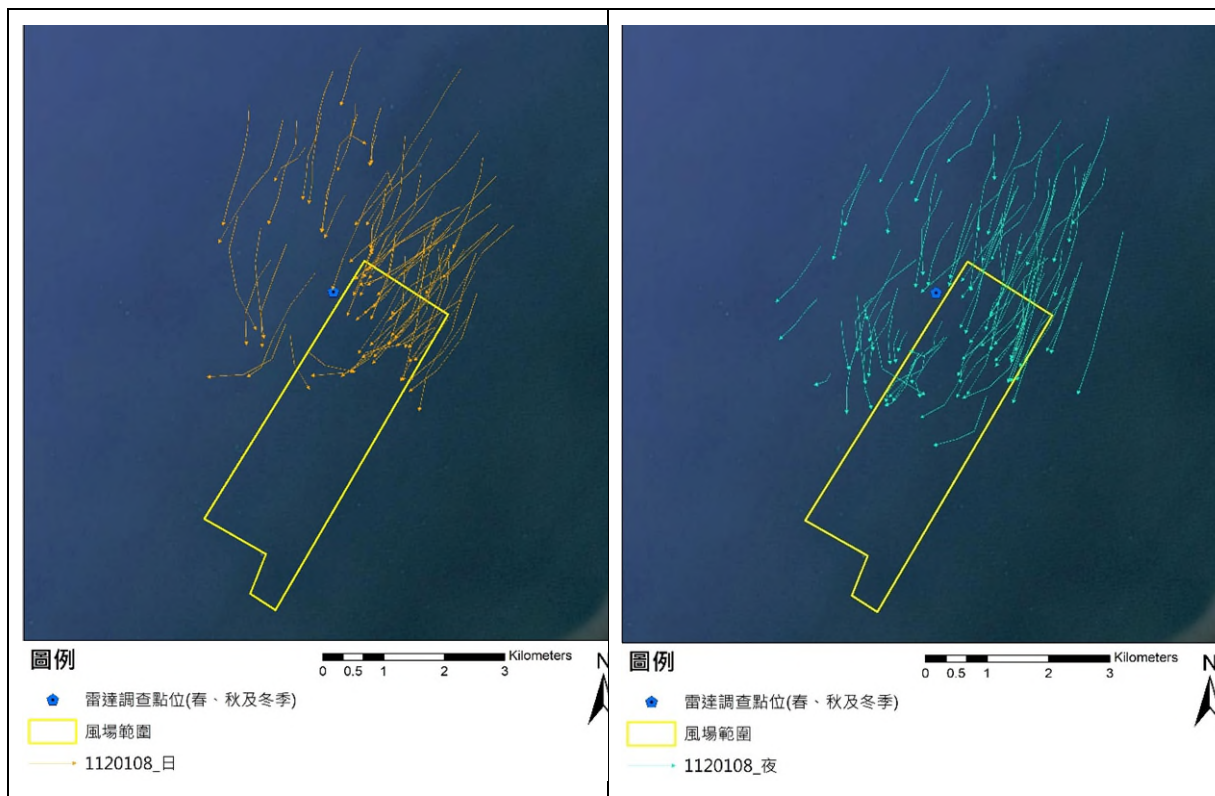 圖例
Kilometers
0 0.5 1 2 3
N
雷達調查點位(春、秋及冬季)
風場範圍
1120108_日
圖例
Kilometers
0 0.5 1 2 3
N
雷達調查點位(春、秋及冬季)
風場範圍
1120108_夜